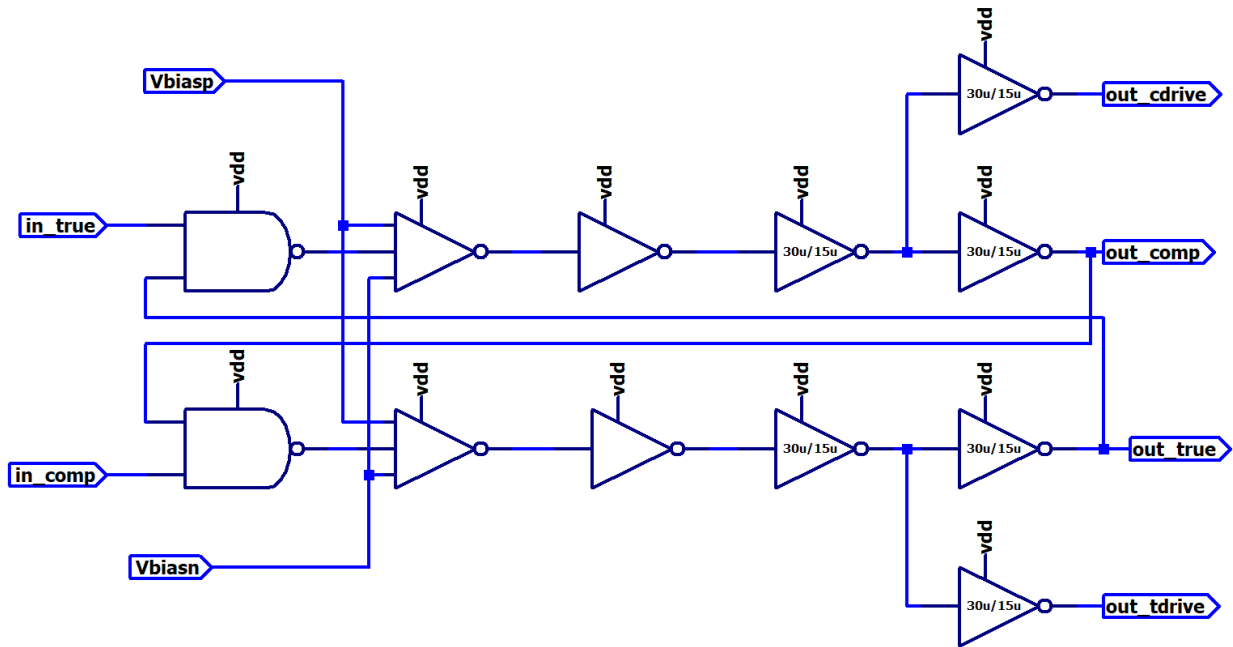 vdd
30u/15u
out_cdrive
Vbiasp
vdd
vdd
vdd
vdd
vdd
in_true
30u/15u
30u/15u
out_comp
vdd
vdd
vdd
vdd
vdd
30u/15u
30u/15u
out_true
in_comp
vdd
Vbiasn
30u/15u
out_tdrive